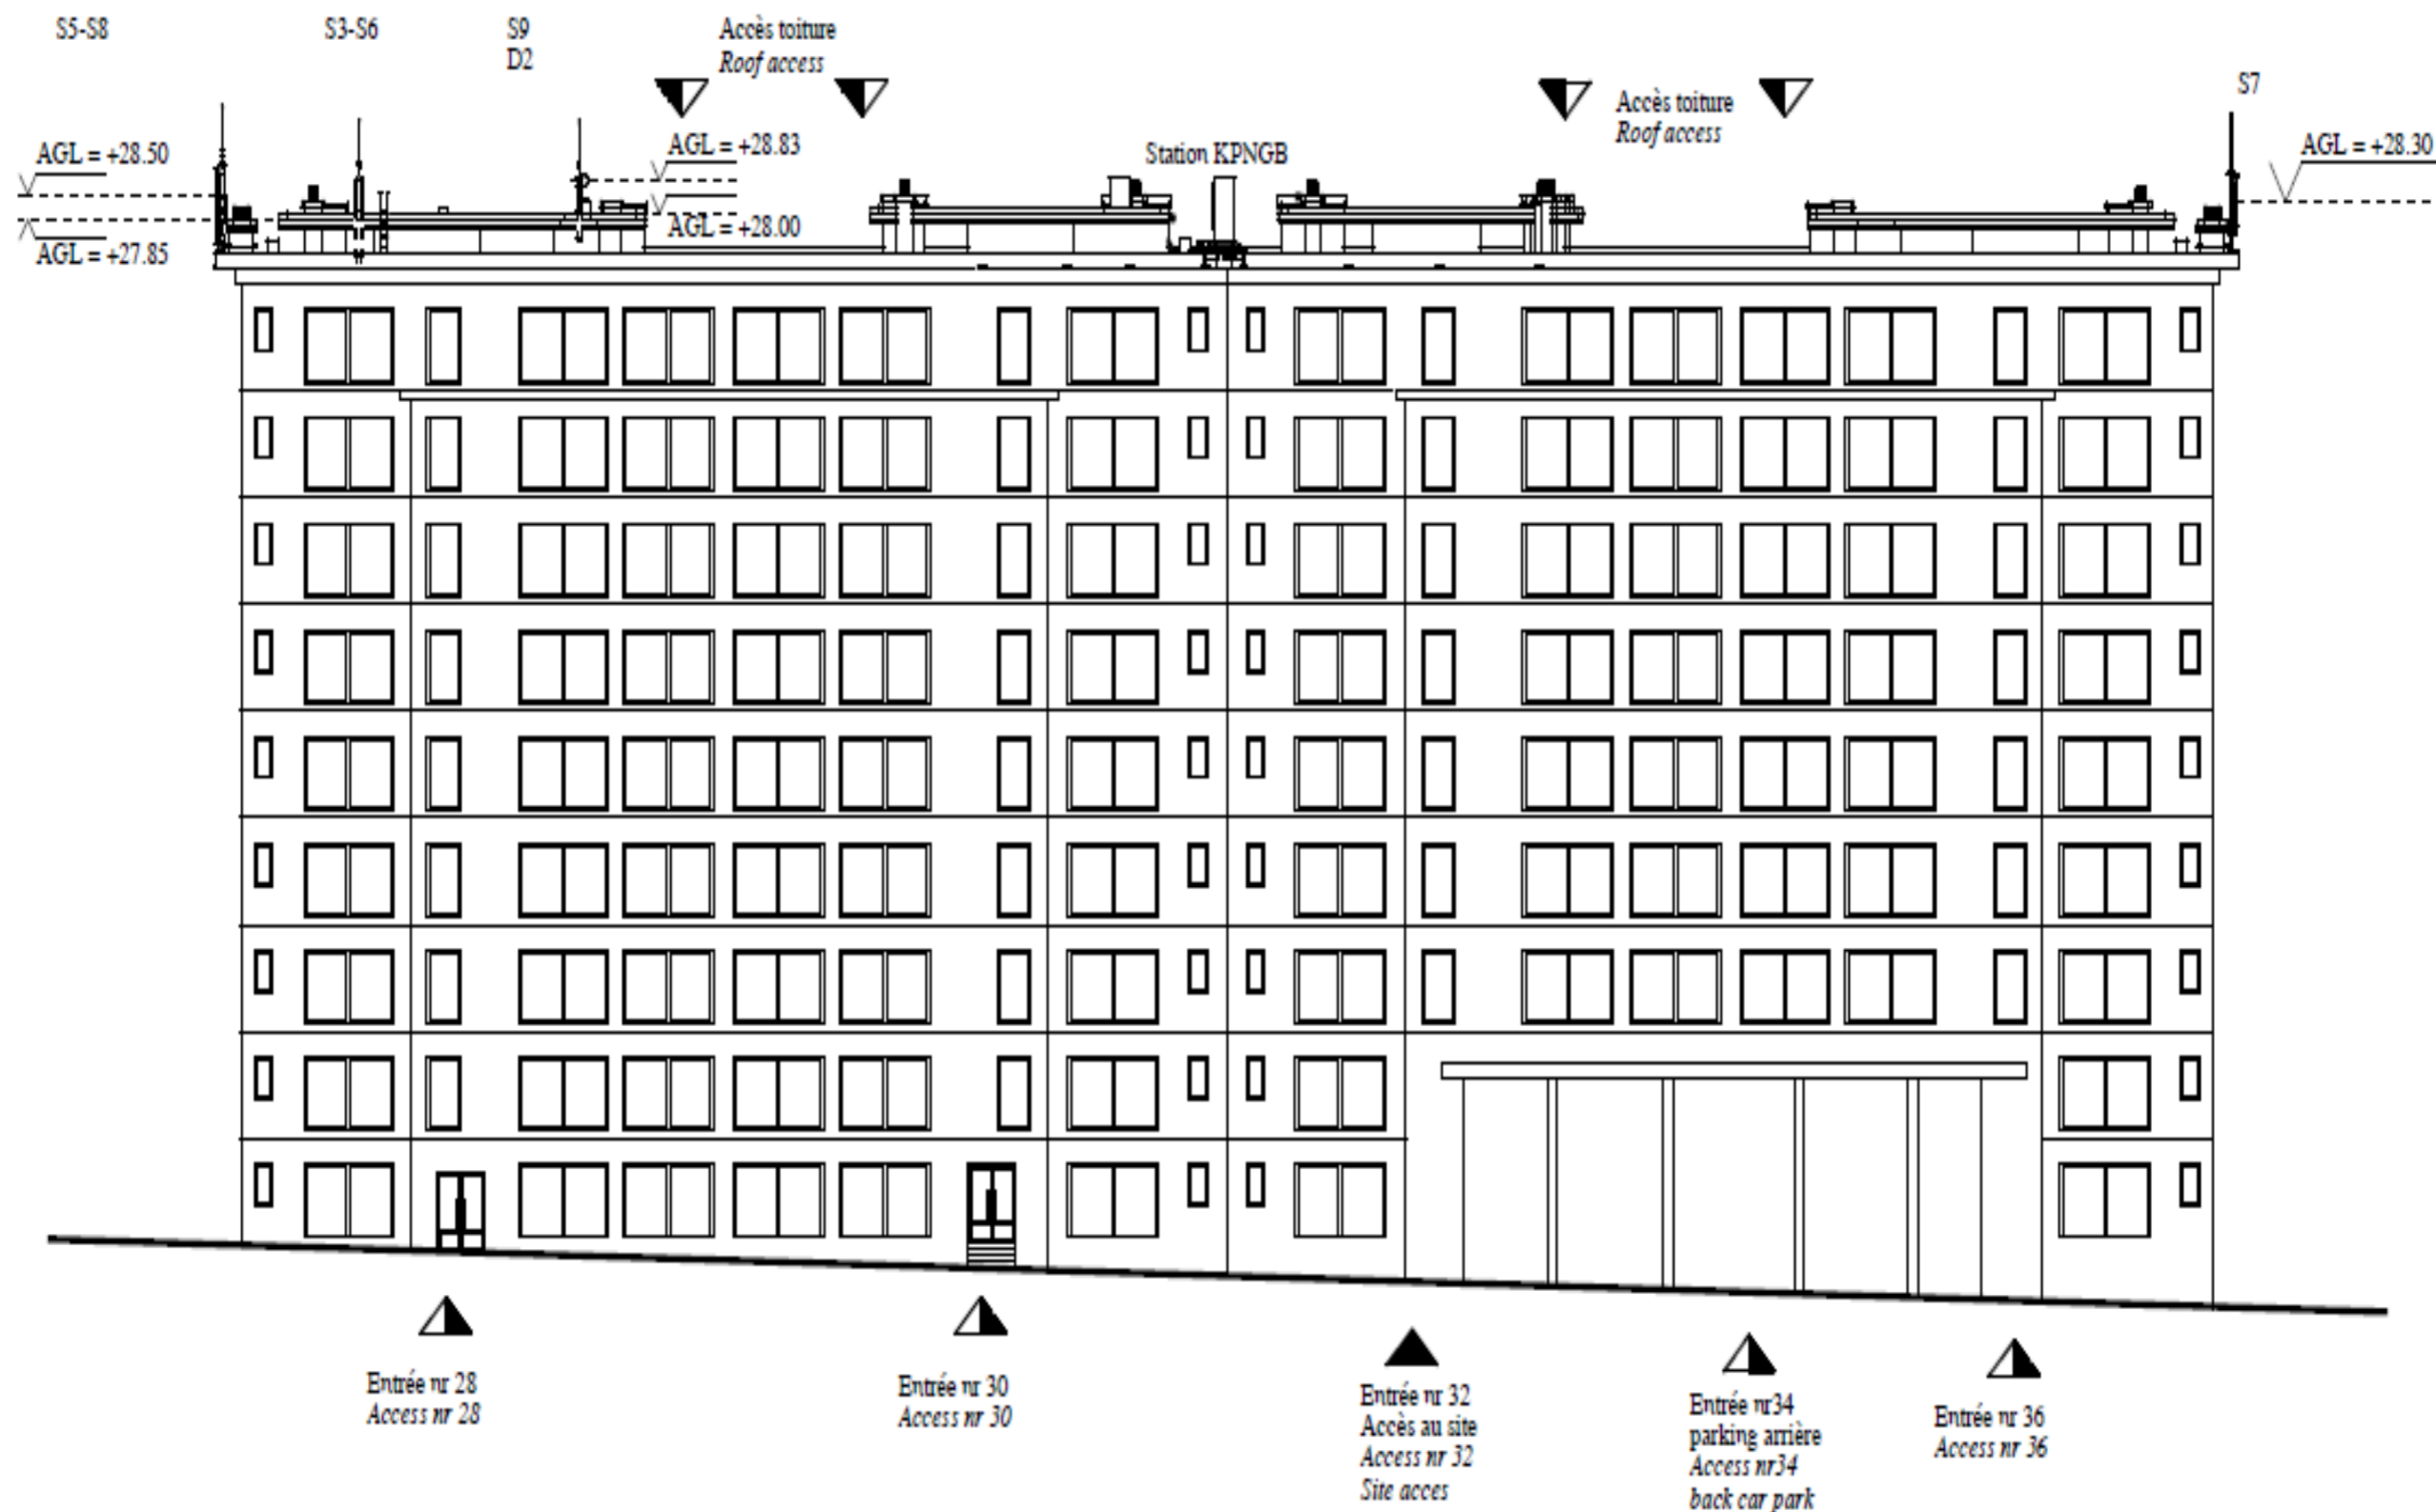 S5-S8
S3-S6
S9
D2
Accès toiture
Roof access
Accès toiture
Roof access
S7
AGL = +28.50
AGL = +27.85
AGL = +28.83
AGL = +28.00
Station KPNGB
AGL = +28.30
Entrée nr 28
Access nr 28
Entrée nr 30
Access nr 30
Entrée nr 32
Accès au site
Access nr 32
Site acces
Entrée nr34
parking arrière
Access nr34
back car park
Entrée nr 36
Access nr 36